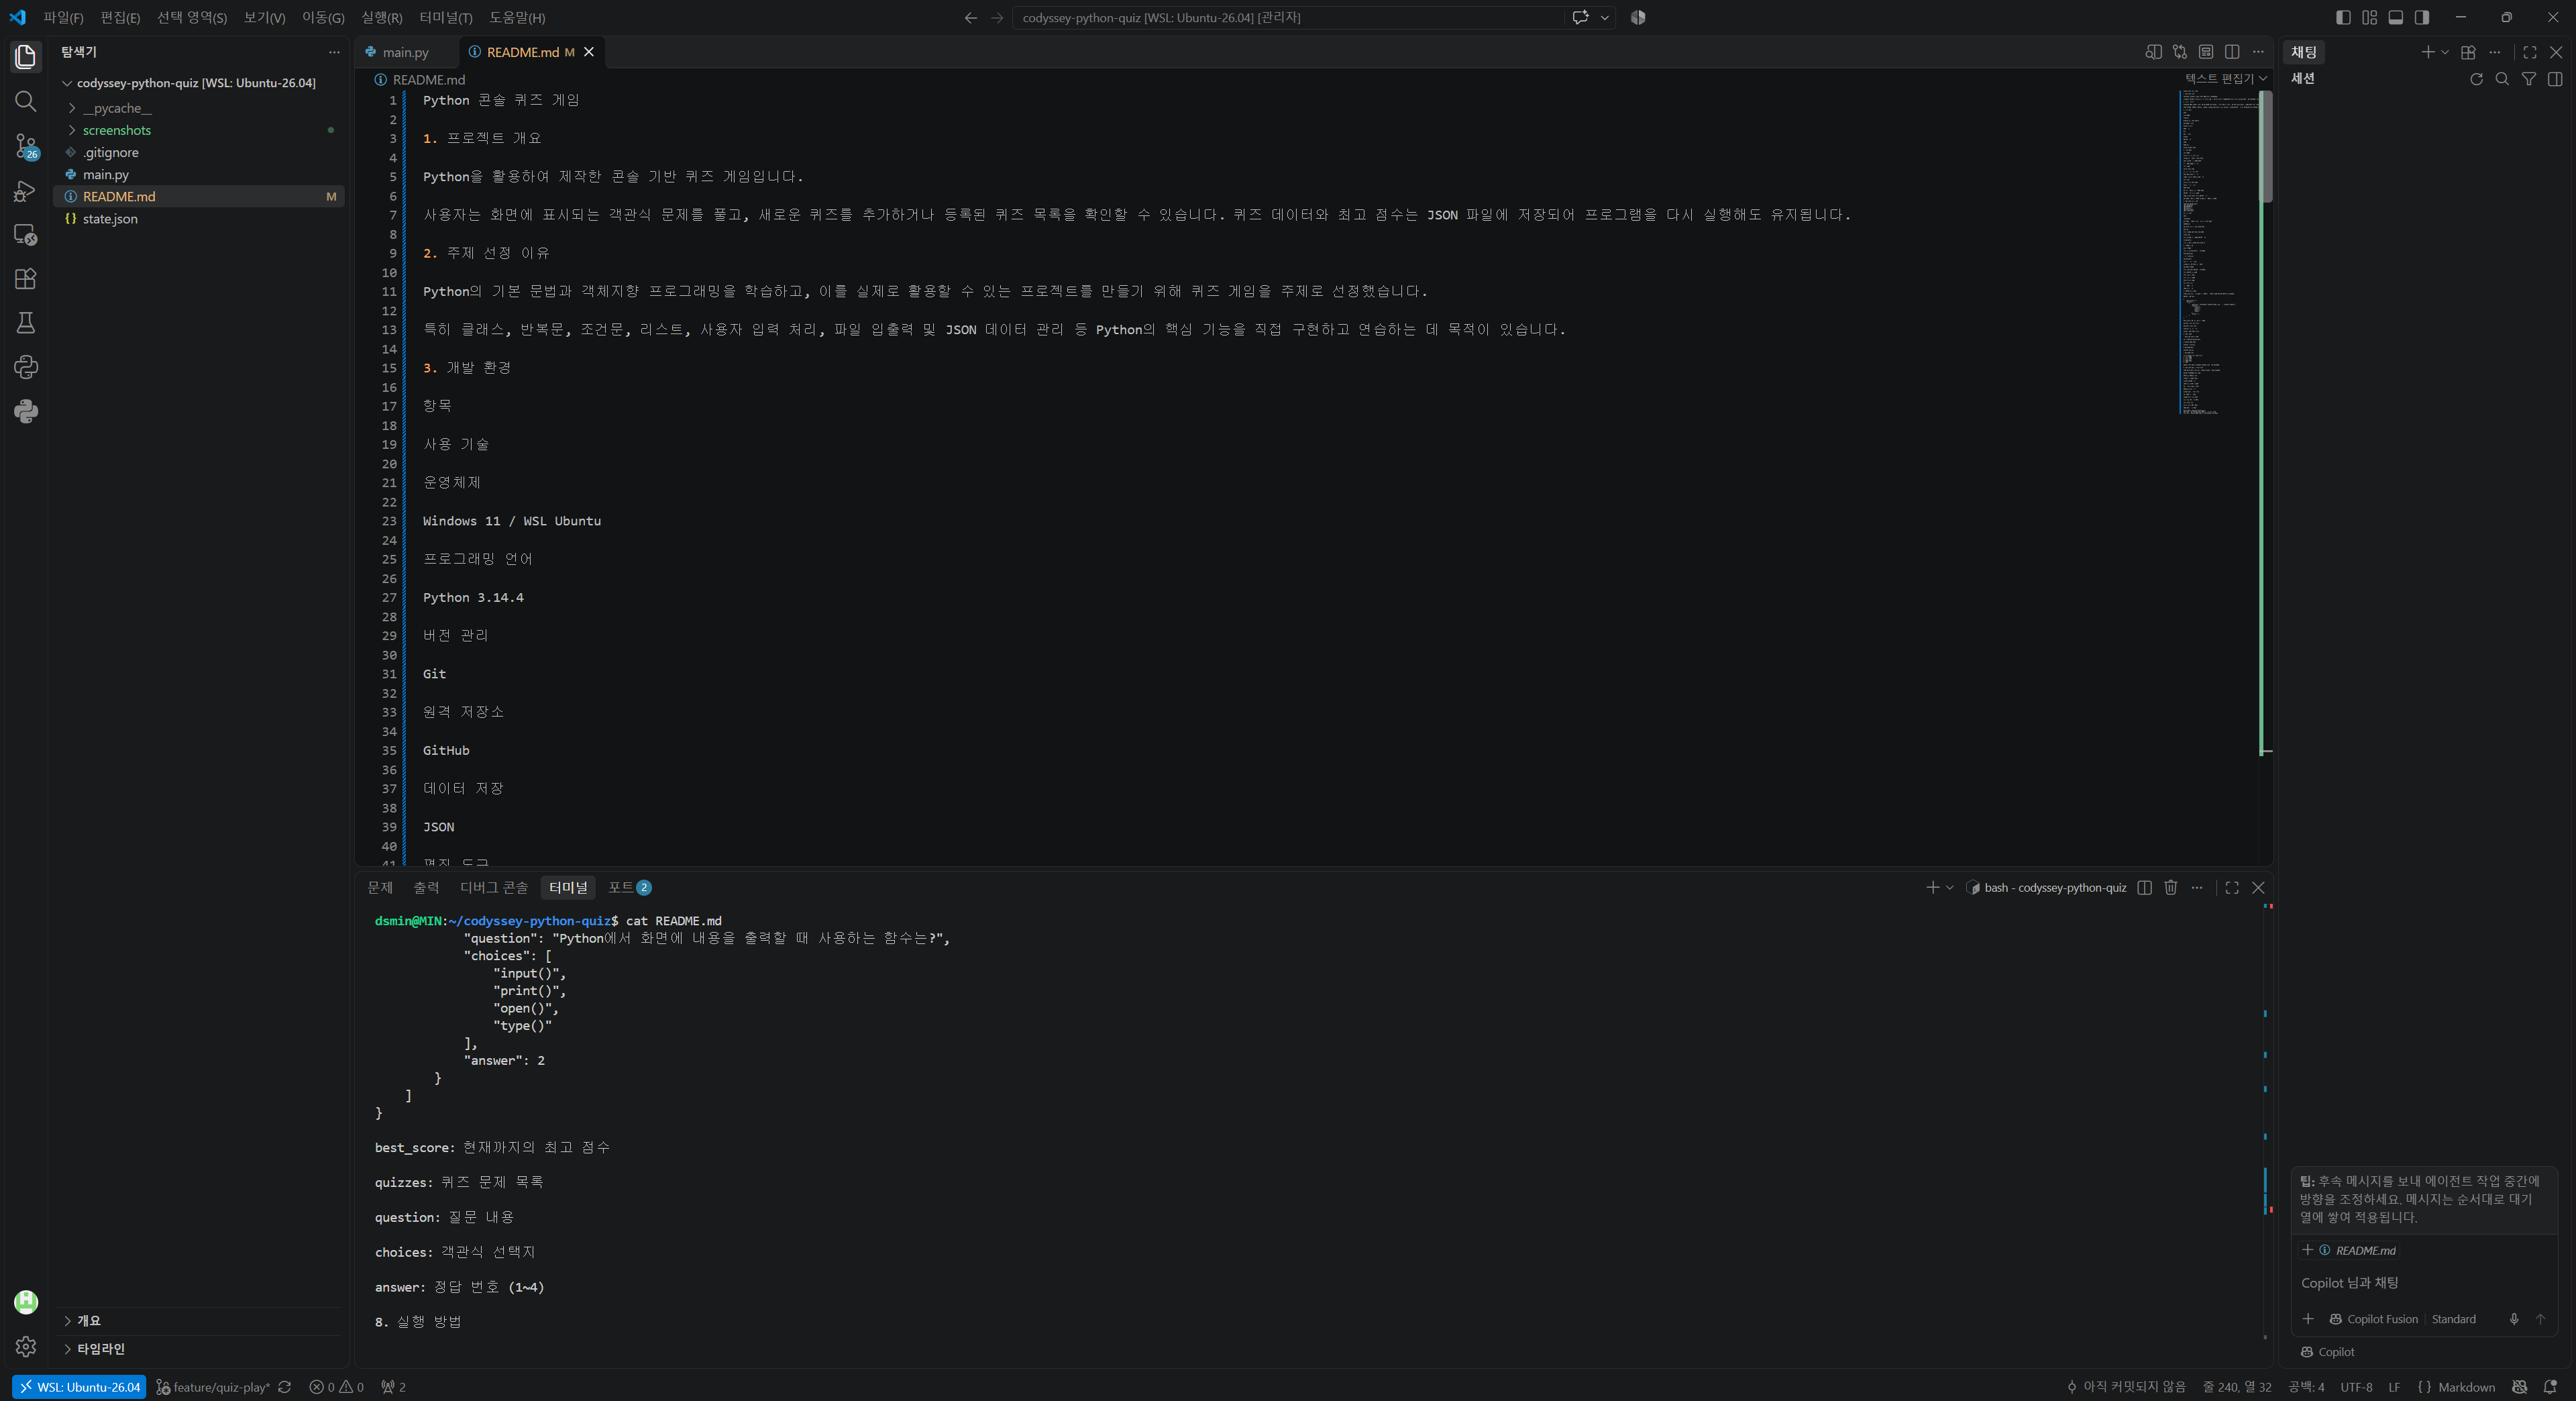 파일(F) 편집(E) 선택 영역(S) 보기(V) 이동(G) 실행(R) 터미널(T) 도움말(H)
codyssey-python-quiz [WSL: Ubuntu-26.04] [관리자]
탐색기
codyssey-python-quiz [WSL: Ubuntu-26.04]
__pycache__
screenshots
.gitignore
main.py
README.md M
state.json
26
개요
타임라인
main.py
README.md M
README.md
텍스트 편집기
1 Python 콘솔 퀴즈 게임
2
3 1. 프로젝트 개요
4
5 Python을 활용하여 제작한 콘솔 기반 퀴즈 게임입니다.
6
7 사용자는 화면에 표시되는 객관식 문제를 풀고, 새로운 퀴즈를 추가하거나 등록된 퀴즈 목록을 확인할 수 있습니다. 퀴즈 데이터와 최고 점수는 JSON 파일에 저장되어 프로그램을 다시 실행해도 유지됩니다.
8
9 2. 주제 선정 이유
10
11 Python의 기본 문법과 객체지향 프로그래밍을 학습하고, 이를 실제로 활용할 수 있는 프로젝트를 만들기 위해 퀴즈 게임을 주제로 선정했습니다.
12
13 특히 클래스, 반복문, 조건문, 리스트, 사용자 입력 처리, 파일 입출력 및 JSON 데이터 관리 등 Python의 핵심 기능을 직접 구현하고 연습하는 데 목적이 있습니다.
14
15 3. 개발 환경
16
17 항목
18
19 사용 기술
20
21 운영체제
22
23 Windows 11 / WSL Ubuntu
24
25 프로그래밍 언어
26
27 Python 3.14.4
28
29 버전 관리
30
31 Git
32
33 원격 저장소
34
35 GitHub
36
37 데이터 저장
38
39 JSON
40
41 편집 도구
문제 출력 디버그 콘솔 터미널 포트 2
bash - codyssey-python-quiz
dsmin@MIN:~/codyssey-python-quiz$ cat README.md
"question": "Python에서 화면에 내용을 출력할 때 사용하는 함수는?",
"choices": [
"input()",
"print()",
"open()",
"type()"
],
"answer": 2
}
]
}
best_score: 현재까지의 최고 점수
quizzes: 퀴즈 문제 목록
question: 질문 내용
choices: 객관식 선택지
answer: 정답 번호 (1~4)
8. 실행 방법
채팅
세션
팁: 후속 메시지를 보내 에이전트 작업 중간에
방향을 조정하세요. 메시지는 순서대로 대기
열에 쌓여 적용됩니다.
README.md
Copilot 님과 채팅
Copilot Fusion Standard
Copilot
WSL: Ubuntu-26.04 feature/quiz-play* 0 0 2
아직 커밋되지 않음 줄 240, 열 32 공백: 4 UTF-8 LF { } Markdown